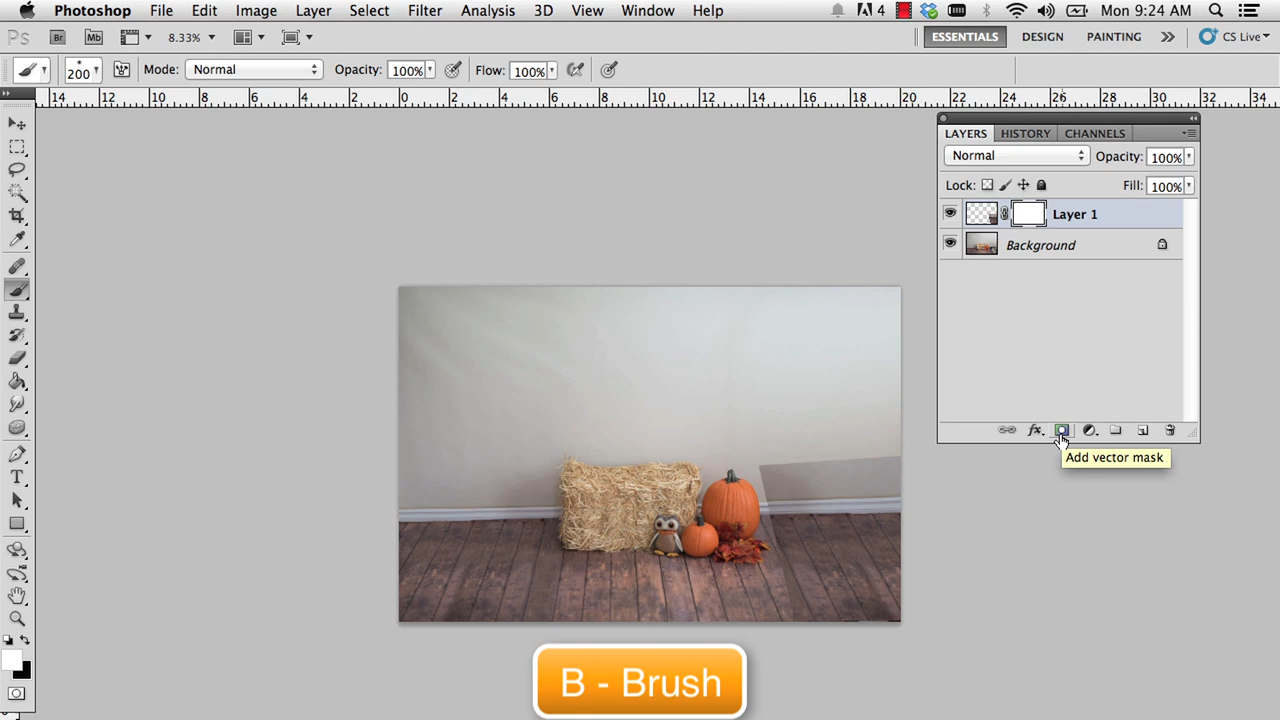 Photoshop File Edit Image Layer Select Filter Analysis 3D View Window Help 4 Mon 9:24 AM
Ps Br Mb 8.33% ESSENTIALS DESIGN PAINTING CS Live
200 Mode: Normal Opacity: 100% Flow: 100%
14 12 10 8 6 4 2 0 2 4 6 8 10 12 14 16 18 20 22 24 26 28 30 32 34
LAYERS HISTORY CHANNELS
Normal Opacity: 100%
Lock: Fill: 100%
Layer 1
Background
fx
Add vector mask
T
B - Brush